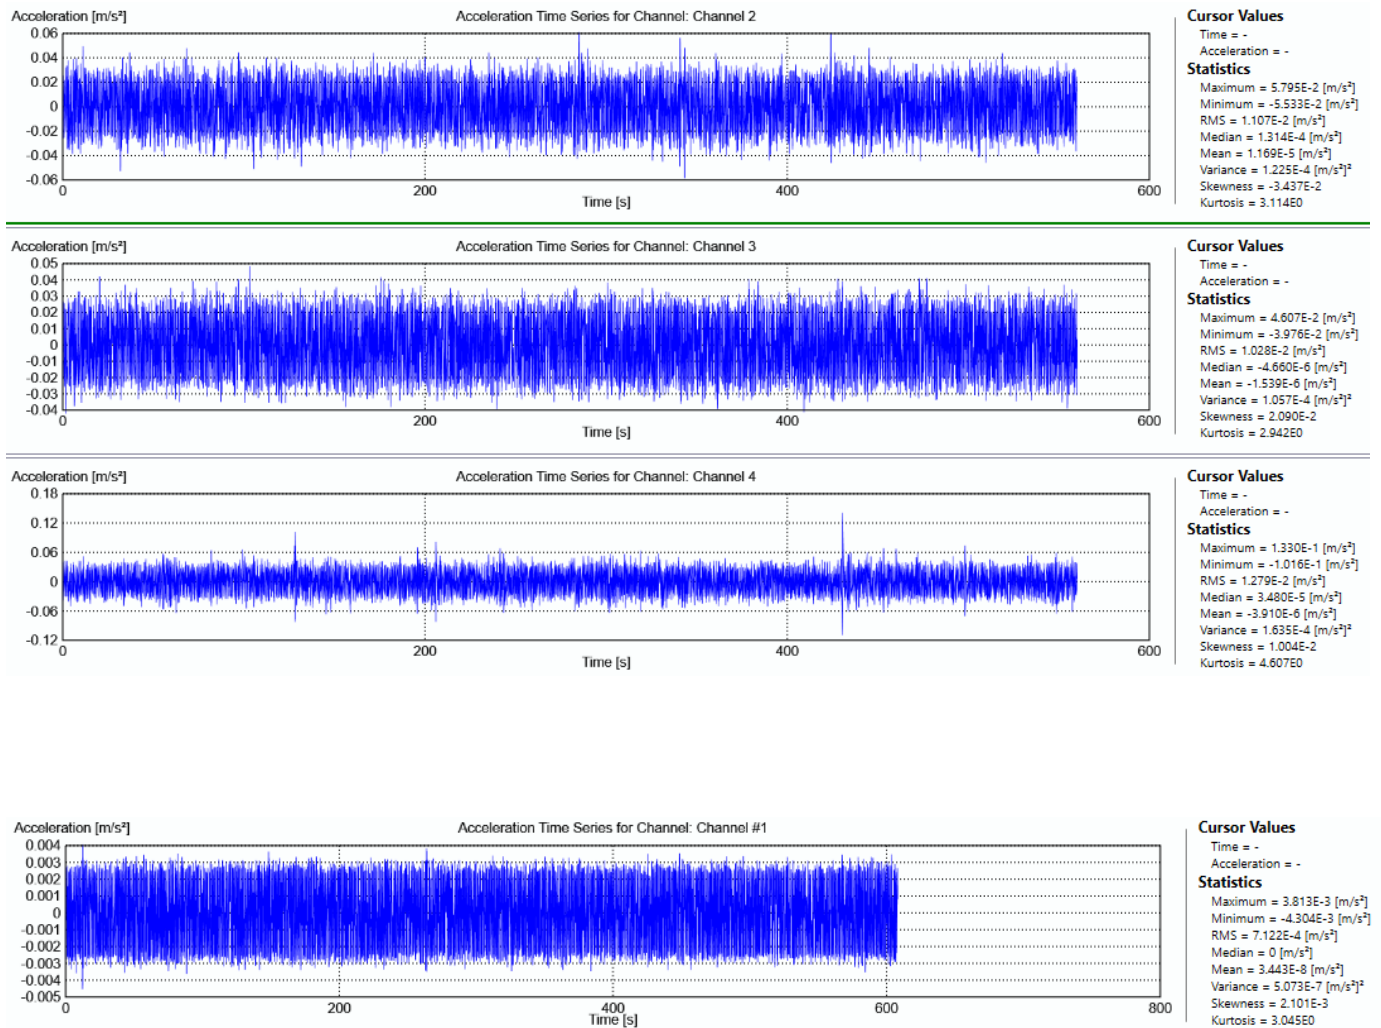 Acceleration [m/s²]
Acceleration Time Series for Channel: Channel 2
0.06
0.04
0.02
0
-0.02
-0.04
-0.06
0
200
400
600
Time [s]
Cursor Values
Time = -
Acceleration = -
Statistics
Maximum = 5.795E-2 [m/s²]
Minimum = -5.533E-2 [m/s²]
RMS = 1.107E-2 [m/s²]
Median = 1.314E-4 [m/s²]
Mean = 1.169E-5 [m/s²]
Variance = 1.225E-4 [m/s²]²
Skewness = -3.437E-2
Kurtosis = 3.114E0
Acceleration [m/s²]
Acceleration Time Series for Channel: Channel 3
0.05
0.04
0.03
0.02
0.01
0
-0.01
-0.02
-0.03
-0.04
0
200
400
600
Time [s]
Cursor Values
Time = -
Acceleration = -
Statistics
Maximum = 4.607E-2 [m/s²]
Minimum = -3.976E-2 [m/s²]
RMS = 1.028E-2 [m/s²]
Median = -4.660E-6 [m/s²]
Mean = -1.539E-6 [m/s²]
Variance = 1.057E-4 [m/s²]²
Skewness = 2.090E-2
Kurtosis = 2.942E0
Acceleration [m/s²]
Acceleration Time Series for Channel: Channel 4
0.18
0.12
0.06
0
-0.06
-0.12
0
200
400
600
Time [s]
Cursor Values
Time = -
Acceleration = -
Statistics
Maximum = 1.330E-1 [m/s²]
Minimum = -1.016E-1 [m/s²]
RMS = 1.279E-2 [m/s²]
Median = 3.480E-5 [m/s²]
Mean = -3.910E-6 [m/s²]
Variance = 1.635E-4 [m/s²]²
Skewness = 1.004E-2
Kurtosis = 4.607E0
Acceleration [m/s²]
Acceleration Time Series for Channel: Channel #1
0.004
0.003
0.002
0.001
0
-0.001
-0.002
-0.003
-0.004
-0.005
0
200
400
600
800
Time [s]
Cursor Values
Time = -
Acceleration = -
Statistics
Maximum = 3.813E-3 [m/s²]
Minimum = -4.304E-3 [m/s²]
RMS = 7.122E-4 [m/s²]
Median = 0 [m/s²]
Mean = 3.443E-8 [m/s²]
Variance = 5.073E-7 [m/s²]²
Skewness = 2.101E-3
Kurtosis = 3.045E0